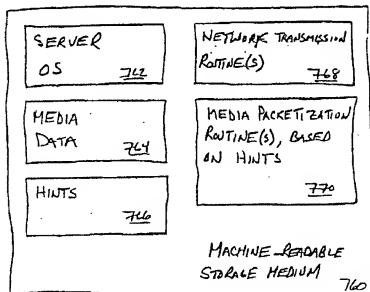 SERVER
OS 762
MEDIA
DATA 764
HINTS
766
NETWORK TRANSMISSION
ROUTINE(S)
768
MEDIA PACKETIZATION
ROUTINE(S), BASED
ON HINTS
770
MACHINE-READABLE
STORAGE MEDIUM
760